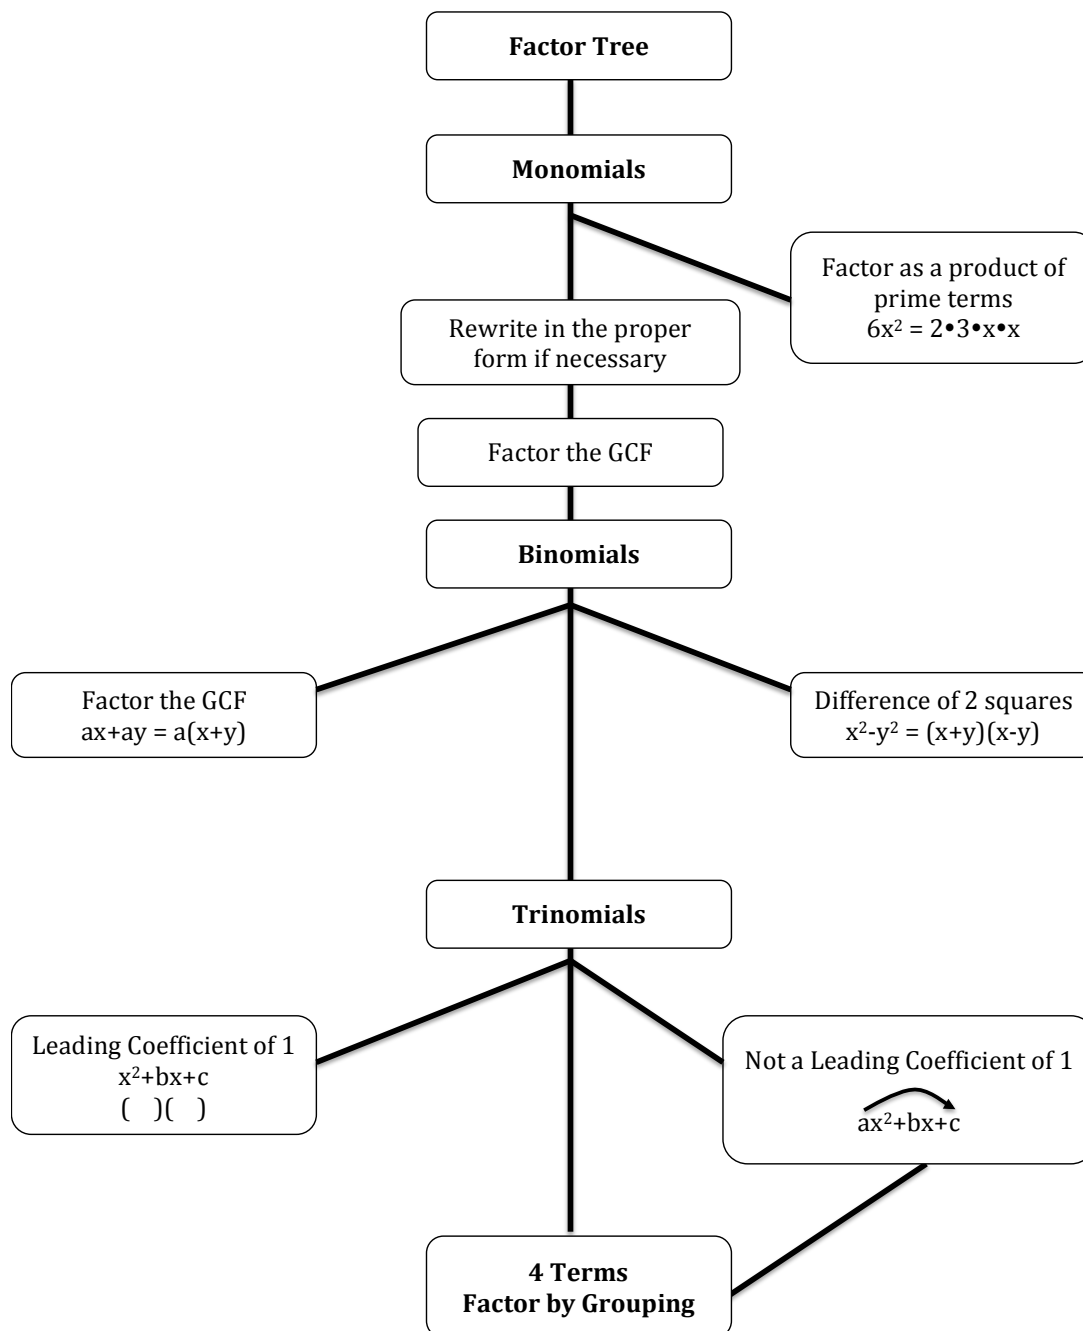 Factor Tree
Monomials
Factor as a product of
prime terms
6x² = 2•3•x•x
Rewrite in the proper
form if necessary
Factor the GCF
Binomials
Factor the GCF
ax+ay = a(x+y)
Difference of 2 squares
x²-y² = (x+y)(x-y)
Trinomials
Leading Coefficient of 1
x²+bx+c
(   )(   )
Not a Leading Coefficient of 1
ax²+bx+c
4 Terms
Factor by Grouping